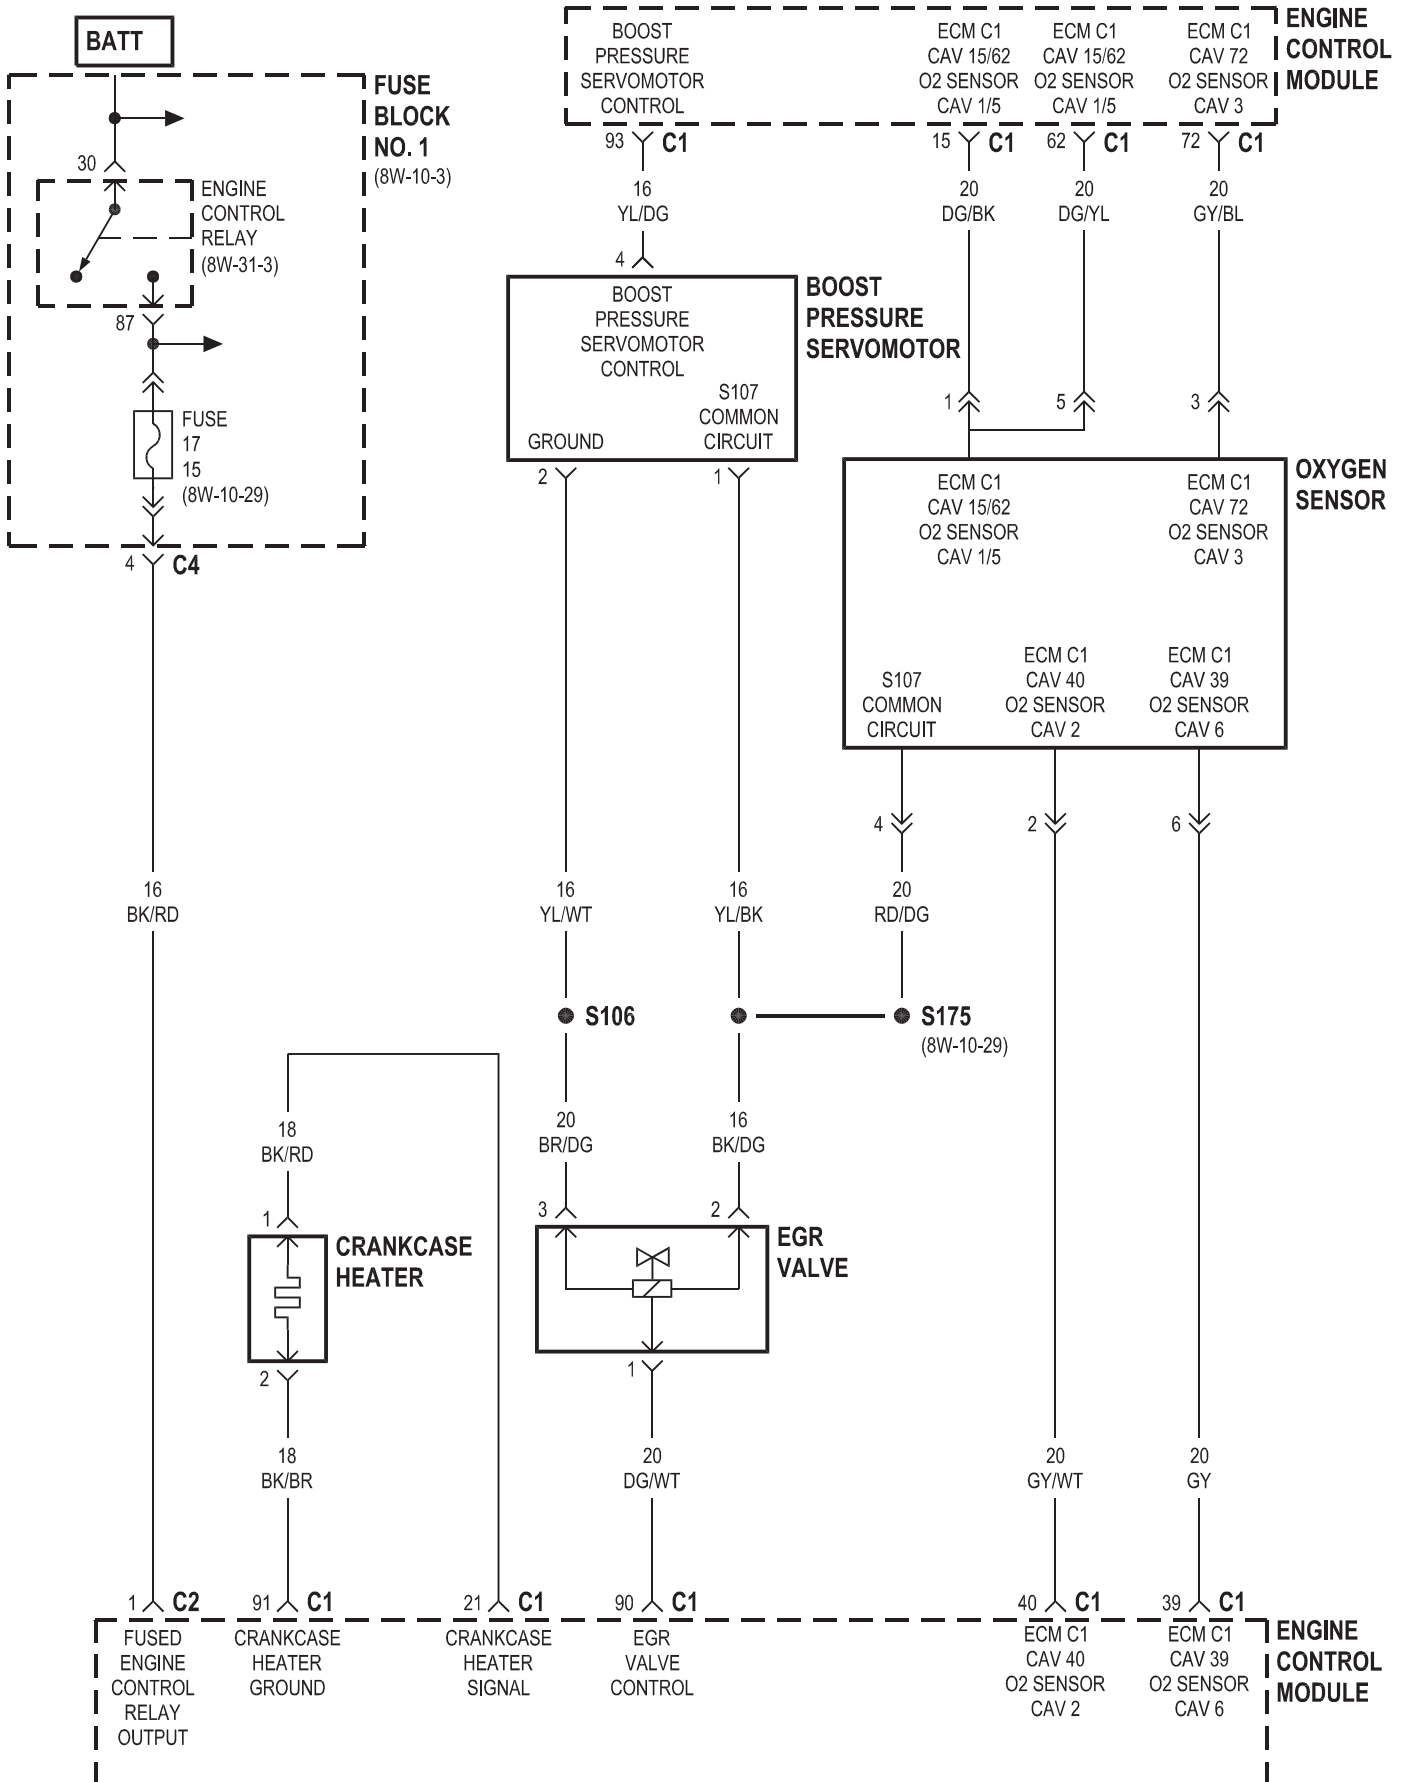 BATT
FUSE
BLOCK
NO. 1
(8W-10-3)
30
ENGINE
CONTROL
RELAY
(8W-31-3)
87
FUSE
17
15
(8W-10-29)
4
C4
16
BK/RD
BOOST
PRESSURE
SERVOMOTOR
CONTROL
ECM C1
CAV 15/62
O2 SENSOR
CAV 1/5
ECM C1
CAV 15/62
O2 SENSOR
CAV 1/5
ECM C1
CAV 72
O2 SENSOR
CAV 3
ENGINE
CONTROL
MODULE
93
C1
15
C1
62
C1
72
C1
16
YL/DG
20
DG/BK
20
DG/YL
20
GY/BL
4
BOOST
PRESSURE
SERVOMOTOR
CONTROL
S107
COMMON
CIRCUIT
GROUND
BOOST
PRESSURE
SERVOMOTOR
2
1
1
5
3
ECM C1
CAV 15/62
O2 SENSOR
CAV 1/5
ECM C1
CAV 72
O2 SENSOR
CAV 3
OXYGEN
SENSOR
S107
COMMON
CIRCUIT
ECM C1
CAV 40
O2 SENSOR
CAV 2
ECM C1
CAV 39
O2 SENSOR
CAV 6
4
2
6
16
YL/WT
16
YL/BK
20
RD/DG
S106
S175
(8W-10-29)
18
BK/RD
20
BR/DG
16
BK/DG
1
CRANKCASE
HEATER
2
3
2
EGR
VALVE
1
18
BK/BR
20
DG/WT
20
GY/WT
20
GY
1
C2
91
C1
21
C1
90
C1
40
C1
39
C1
FUSED
ENGINE
CONTROL
RELAY
OUTPUT
CRANKCASE
HEATER
GROUND
CRANKCASE
HEATER
SIGNAL
EGR
VALVE
CONTROL
ECM C1
CAV 40
O2 SENSOR
CAV 2
ECM C1
CAV 39
O2 SENSOR
CAV 6
ENGINE
CONTROL
MODULE